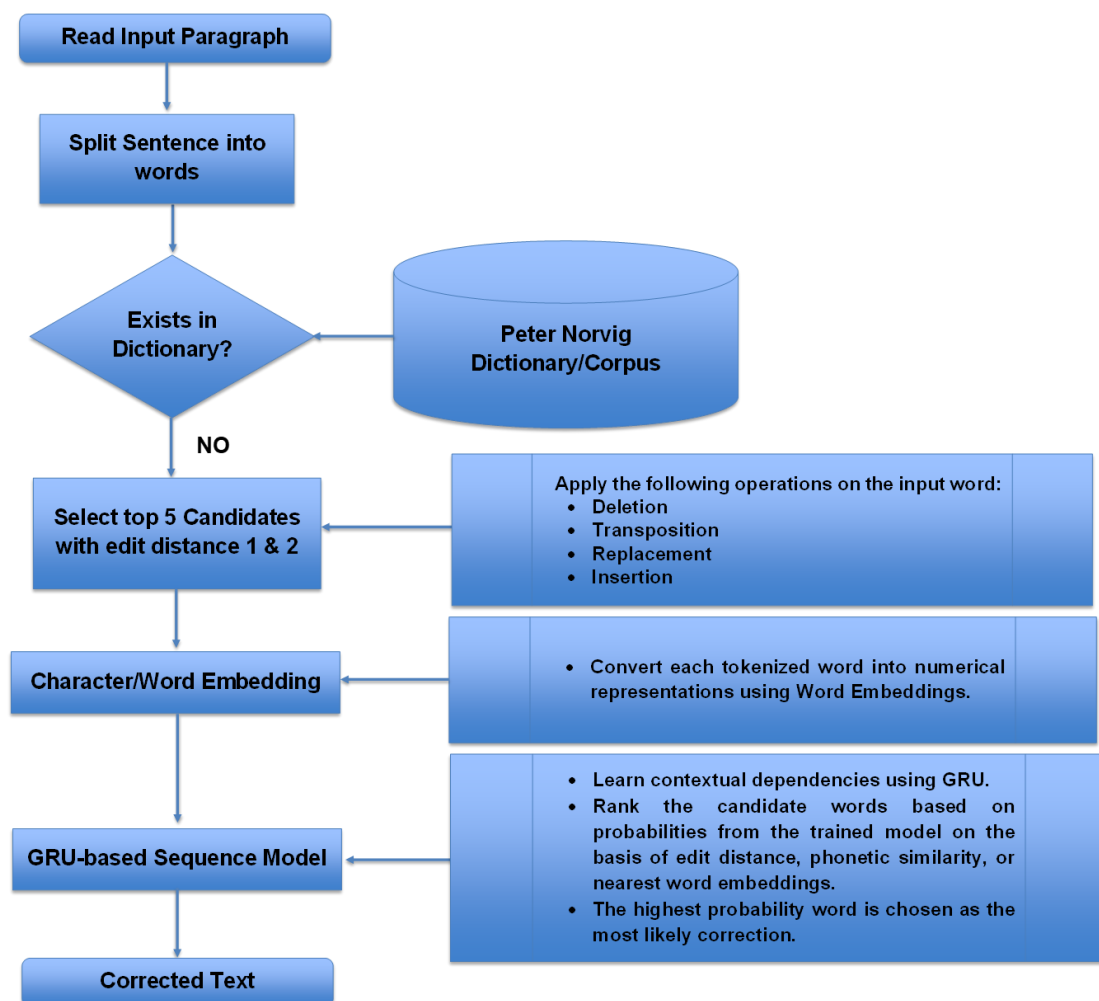 Read Input Paragraph
Split Sentence into
words
Exists in
Dictionary?
Peter Norvig
Dictionary/Corpus
NO
Select top 5 Candidates
with edit distance 1 & 2
Apply the following operations on the input word:
• Deletion
• Transposition
• Replacement
• Insertion
Character/Word Embedding
• Convert each tokenized word into numerical
representations using Word Embeddings.
GRU-based Sequence Model
• Learn contextual dependencies using GRU.
• Rank the candidate words based on
probabilities from the trained model on the
basis of edit distance, phonetic similarity, or
nearest word embeddings.
• The highest probability word is chosen as the
most likely correction.
Corrected Text